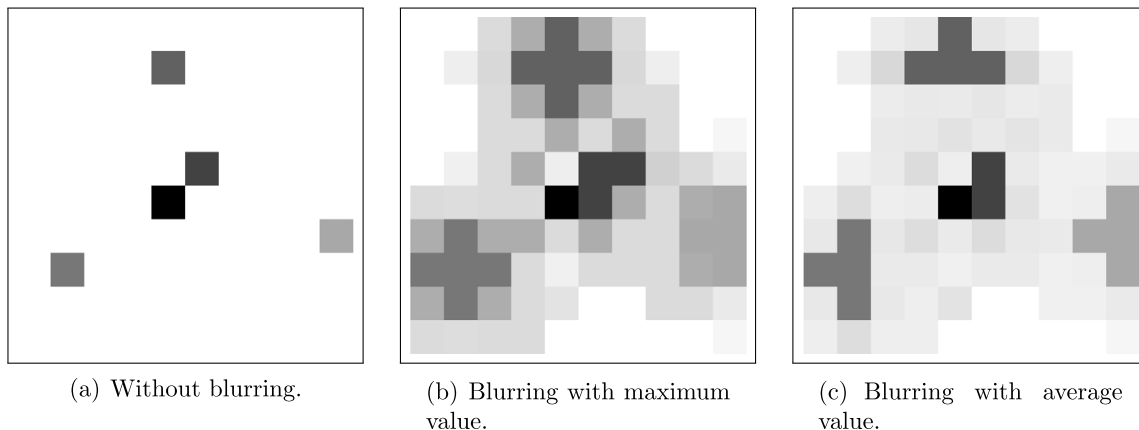 (a) Without blurring.
(b) Blurring with maximum
value.
(c) Blurring with average
value.